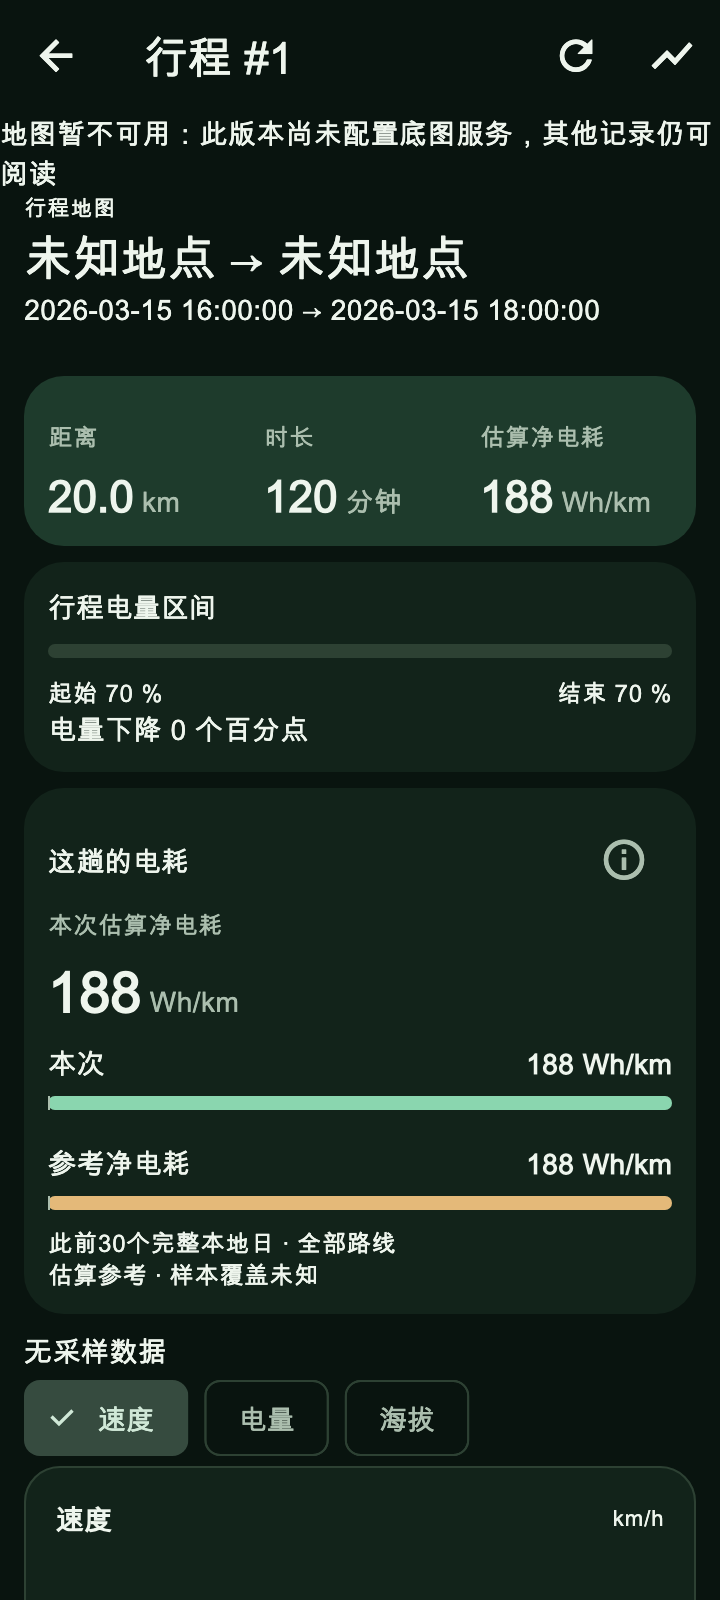 行程 #1
地图暂不可用：此版本尚未配置底图服务，其他记录仍可
阅读
行程地图
未知地点 → 未知地点
2026-03-15 16:00:00 → 2026-03-15 18:00:00
距离 时长 估算净电耗
20.0 km 120 分钟 188 Wh/km
行程电量区间
起始 70 % 结束 70 %
电量下降 0 个百分点
这趟的电耗
本次估算净电耗
188 Wh/km
本次 188 Wh/km
参考净电耗 188 Wh/km
此前30个完整本地日 · 全部路线
估算参考 · 样本覆盖未知
无采样数据
速度 电量 海拔
速度 km/h